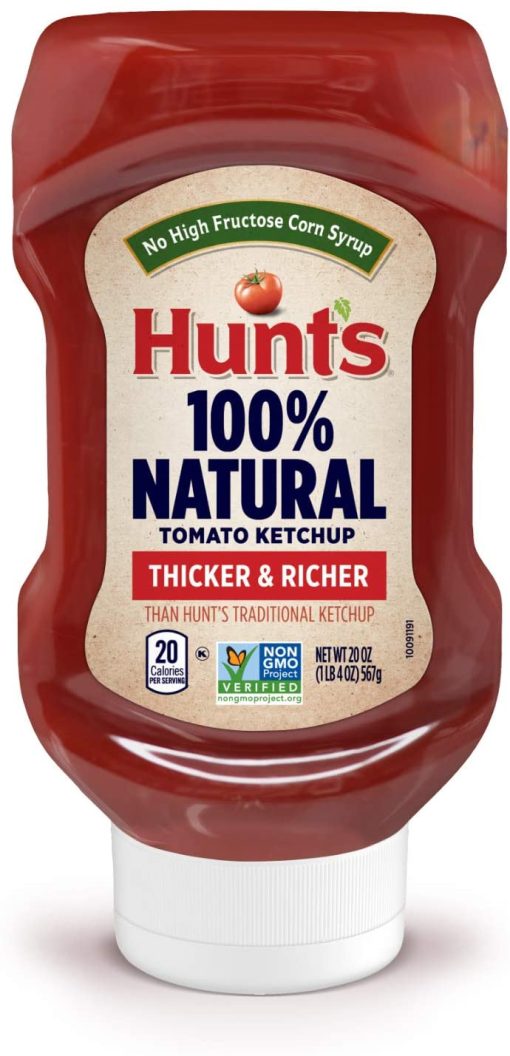 No High Fructose Corn Syrup
Hunt's
100%
NATURAL
TOMATO KETCHUP
THICKER & RICHER
THAN HUNT'S TRADITIONAL KETCHUP
20
Calories
PER SERVING
K
NON
GMO
Project
VERIFIED
nongmoproject.org
NET WT 20 OZ
(1 LB 4 OZ) 567g
10091191